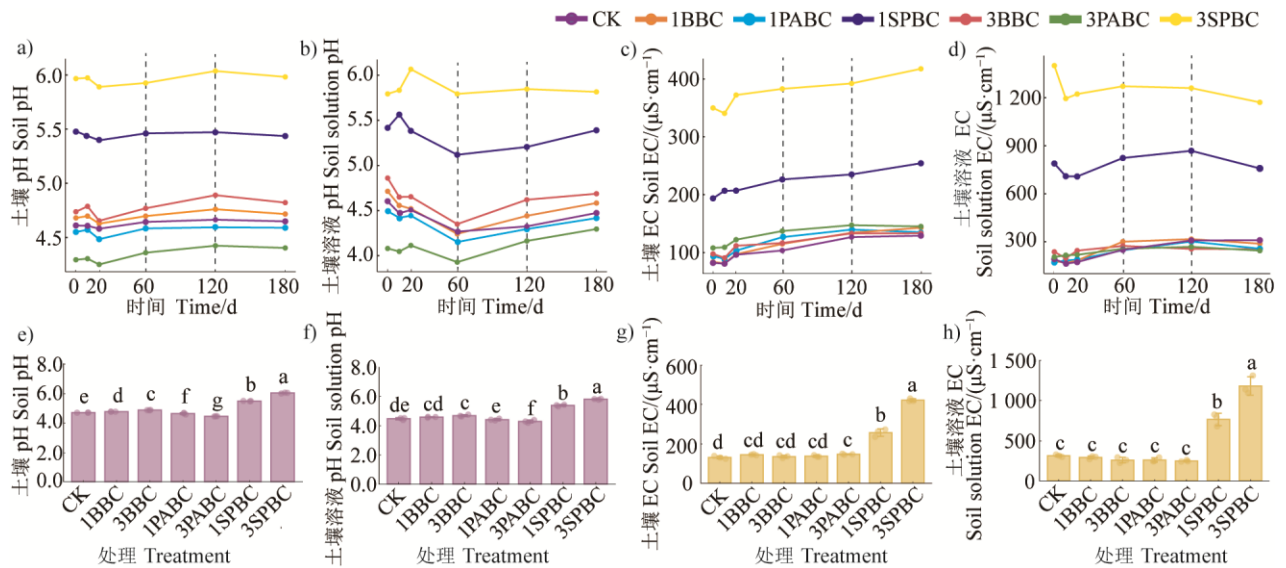 CK 1BBC 1PABC 1SPBC 3BBC 3PABC 3SPBC
a) b) c) d)
土壤 pH Soil pH
6.0
5.5
5.0
4.5
0 20 60 120 180
时间 Time/d
土壤溶液 pH Soil solution pH
6.0
5.5
5.0
4.5
4.0
0 20 60 120 180
时间 Time/d
土壤 EC Soil EC/(μS·cm⁻¹)
400
300
200
100
0 20 60 120 180
时间 Time/d
土壤溶液 EC
Soil solution EC/(μS·cm⁻¹)
1 200
900
600
300
0 20 60 120 180
时间 Time/d
e) f) g) h)
土壤 pH Soil pH
8.0
6.0
4.0
2.0
0.0
e d c f g b a
CK 1BBC 3BBC 1PABC 3PABC 1SPBC 3SPBC
处理 Treatment
土壤溶液 pH Soil solution pH
8.0
6.0
4.0
2.0
0.0
de cd c e f b a
CK 1BBC 3BBC 1PABC 3PABC 1SPBC 3SPBC
处理 Treatment
土壤 EC Soil EC/(μS·cm⁻¹)
600
400
200
0
d cd cd cd c b a
CK 1BBC 3BBC 1PABC 3PABC 1SPBC 3SPBC
处理 Treatment
土壤溶液 EC
Soil solution EC/(μS·cm⁻¹)
1 500
1 000
500
0
c c c c c b a
CK 1BBC 3BBC 1PABC 3PABC 1SPBC 3SPBC
处理 Treatment